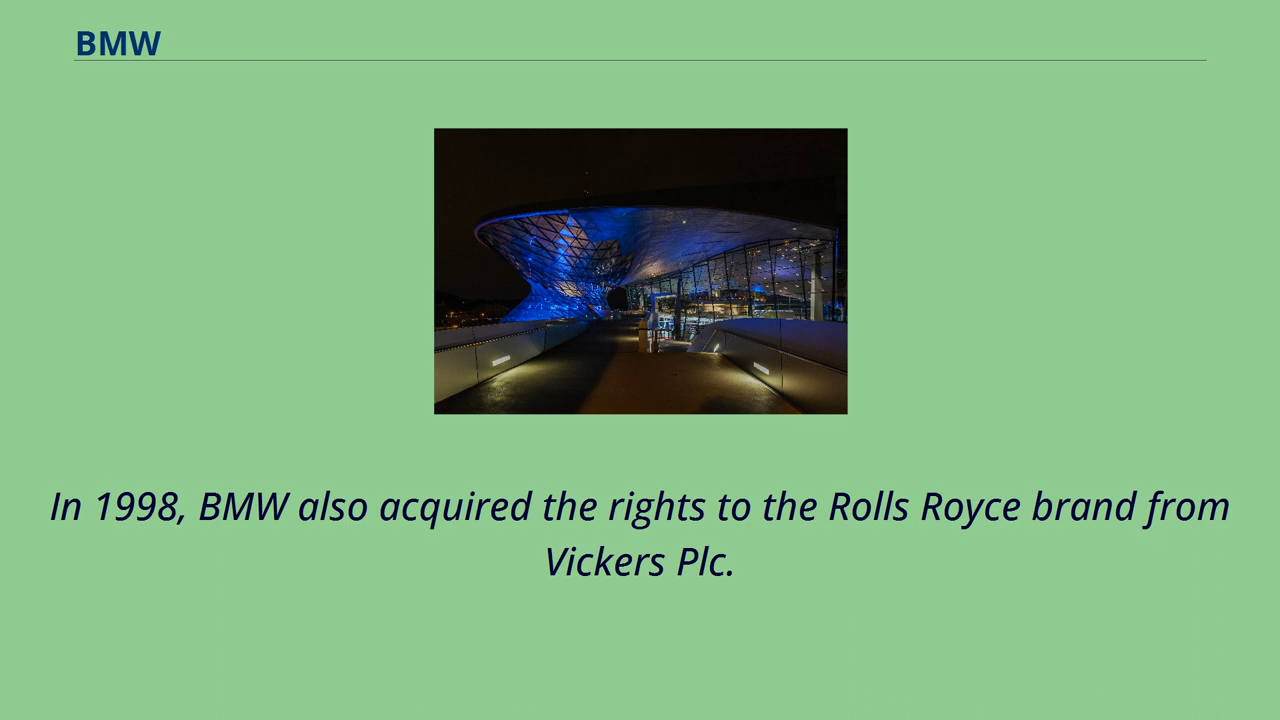 BMW
In 1998, BMW also acquired the rights to the Rolls Royce brand from
Vickers Plc.